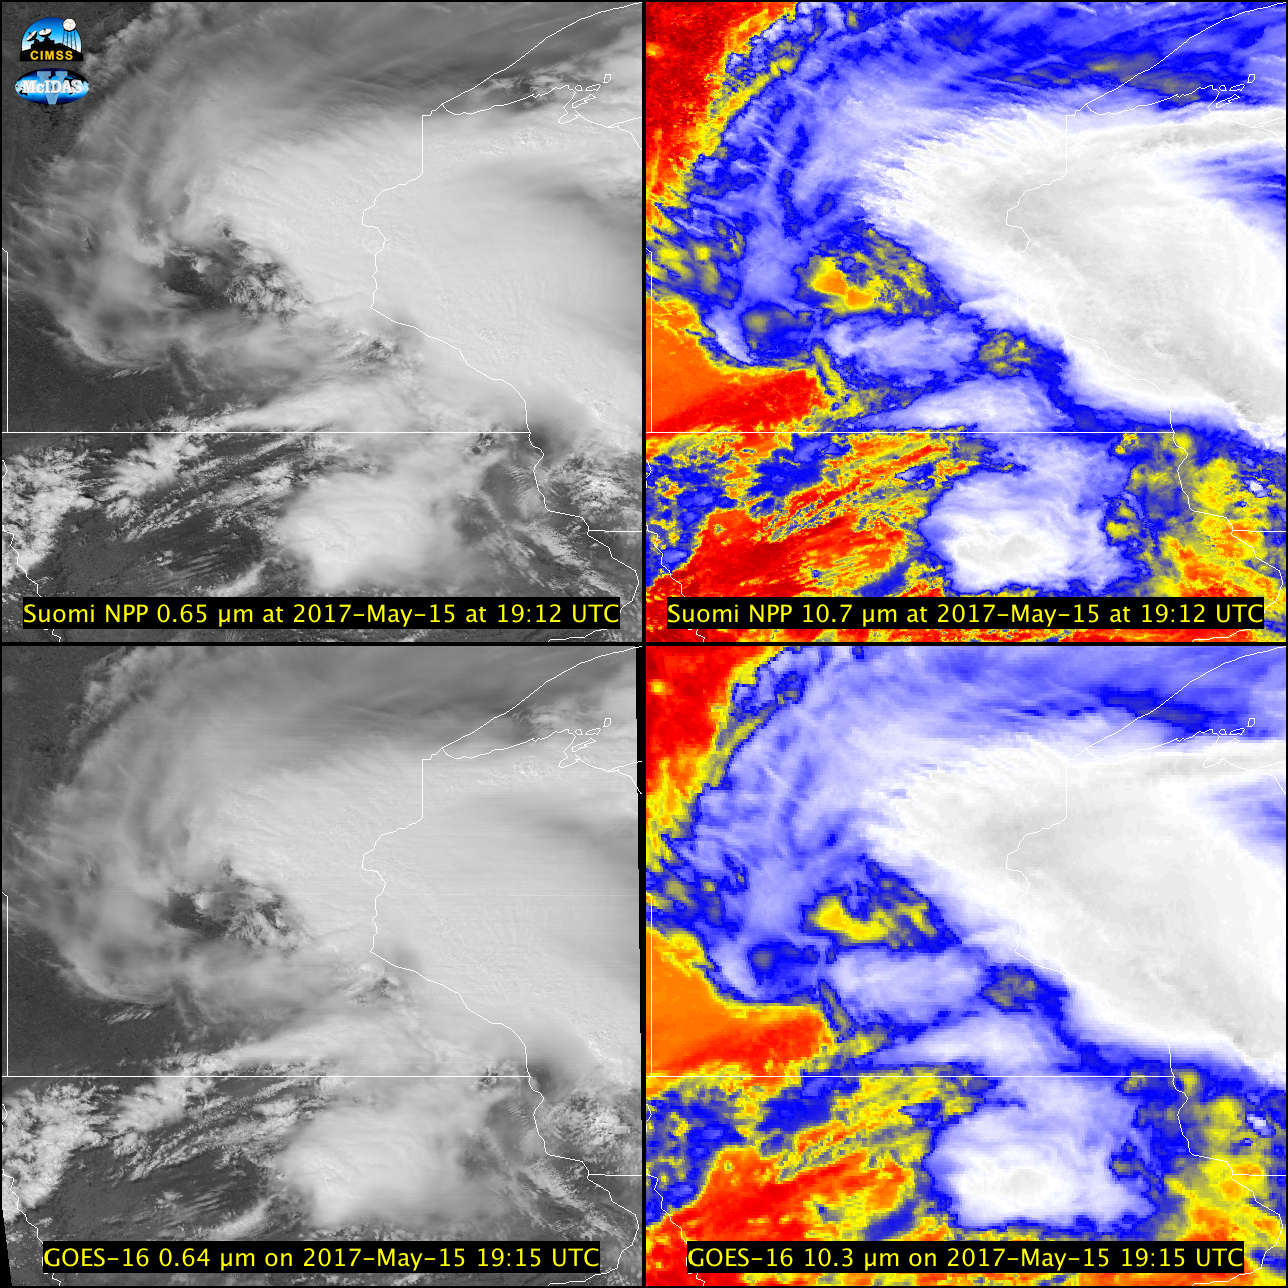 CIMSS
McIDAS
V
Suomi NPP 0.65 µm at 2017-May-15 at 19:12 UTC
Suomi NPP 10.7 µm at 2017-May-15 at 19:12 UTC
GOES-16 0.64 µm on 2017-May-15 19:15 UTC
GOES-16 10.3 µm on 2017-May-15 19:15 UTC